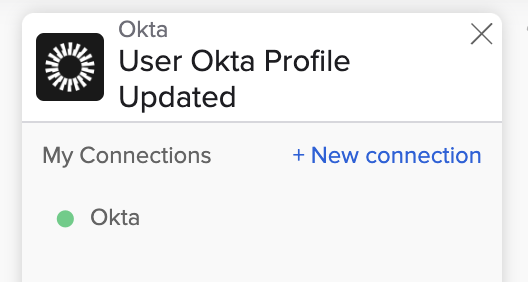 Okta
User Okta Profile
Updated
My Connections
+ New connection
Okta